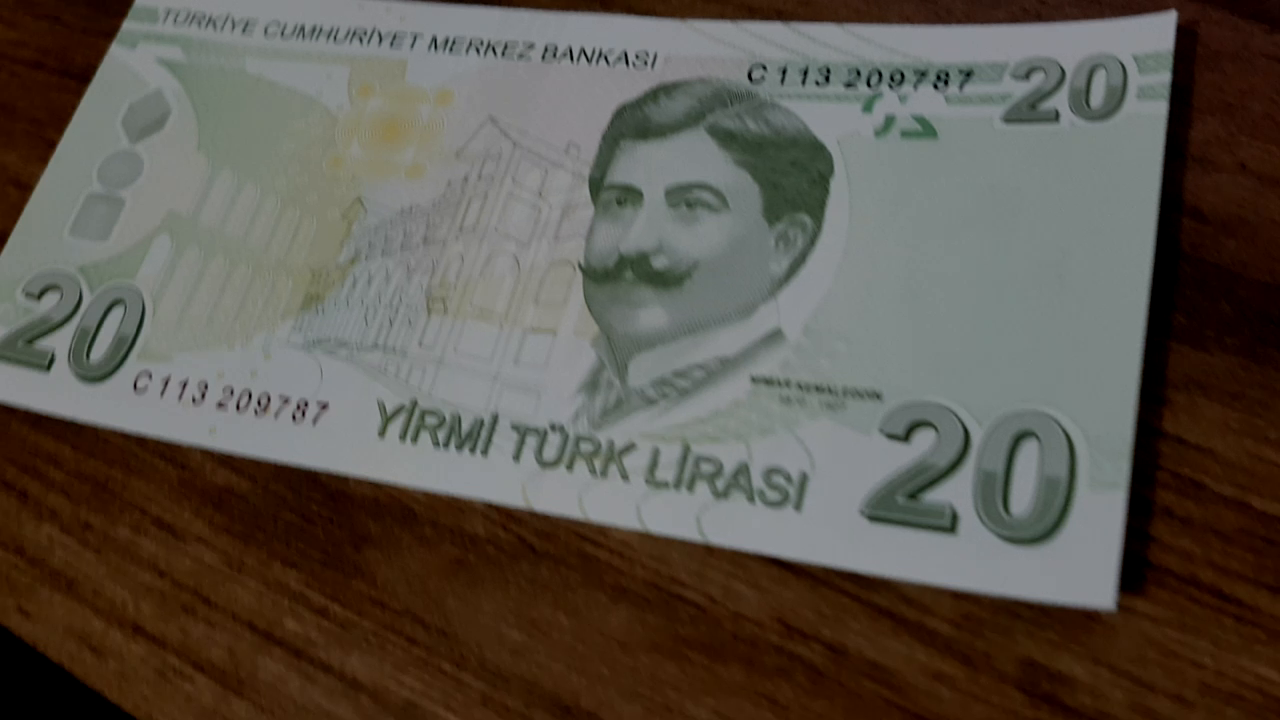 TÜRKİYE CUMHURİYET MERKEZ BANKASI
C 113 209787
20
20
C 113 209787
YİRMİ TÜRK LİRASI
20